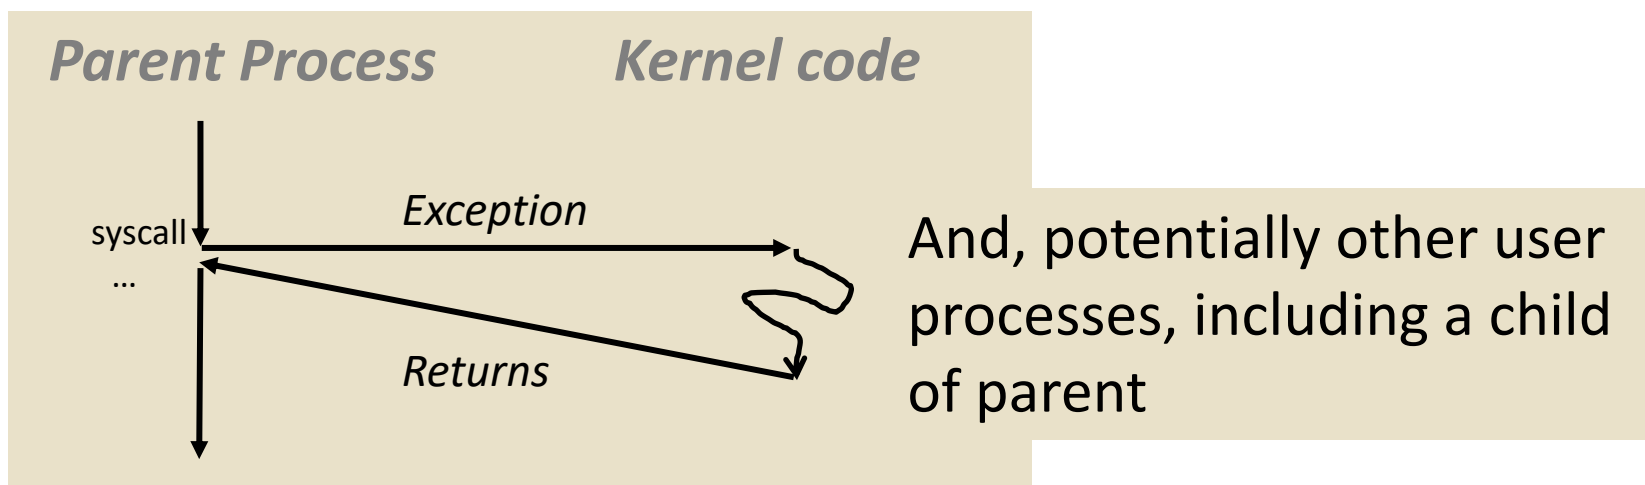 Parent Process
Kernel code
Exception
syscall
...
Returns
And, potentially other user
processes, including a child
of parent